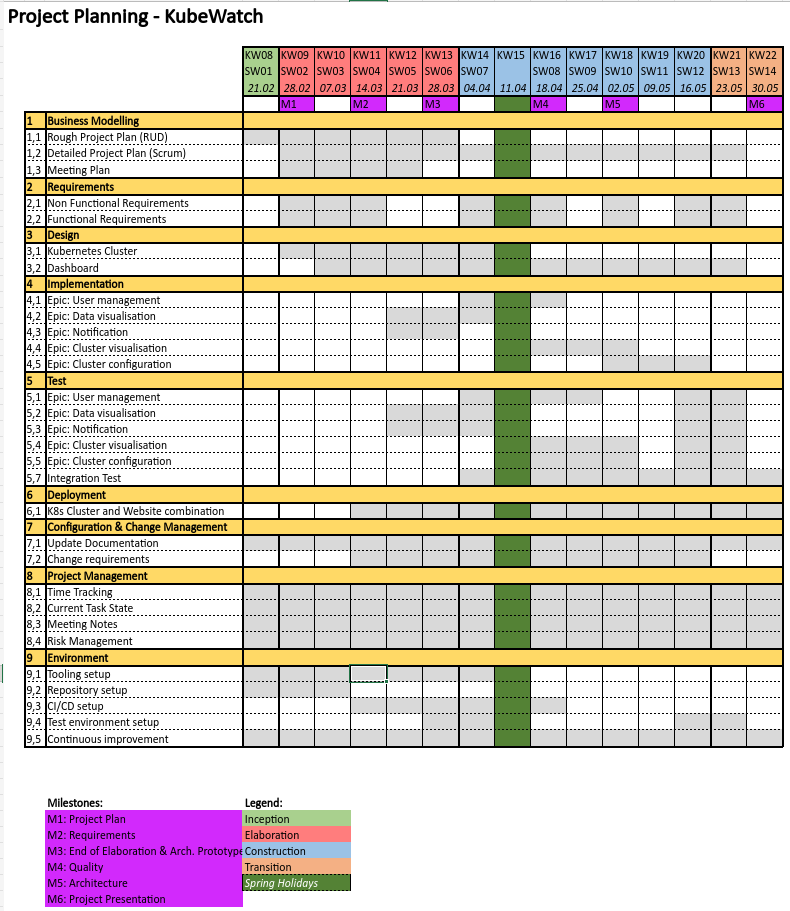 Project Planning - KubeWatch
KW08 KW09 KW10 KW11 KW12 KW13 KW14 KW15 KW16 KW17 KW18 KW19 KW20 KW21 KW22
SW01 SW02 SW03 SW04 SW05 SW06 SW07 SW08 SW09 SW10 SW11 SW12 SW13 SW14
21.02 28.02 07.03 14.03 21.03 28.03 04.04 11.04 18.04 25.04 02.05 09.05 16.05 23.05 30.05
M1 M2 M3 M4 M5 M6
1 Business Modelling
1,1 Rough Project Plan (RUD)
1,2 Detailed Project Plan (Scrum)
1,3 Meeting Plan
2 Requirements
2,1 Non Functional Requirements
2,2 Functional Requirements
3 Design
3,1 Kubernetes Cluster
3,2 Dashboard
4 Implementation
4,1 Epic: User management
4,2 Epic: Data visualisation
4,3 Epic: Notification
4,4 Epic: Cluster visualisation
4,5 Epic: Cluster configuration
5 Test
5,1 Epic: User management
5,2 Epic: Data visualisation
5,3 Epic: Notification
5,4 Epic: Cluster visualisation
5,5 Epic: Cluster configuration
5,7 Integration Test
6 Deployment
6,1 K8s Cluster and Website combination
7 Configuration & Change Management
7,1 Update Documentation
7,2 Change requirements
8 Project Management
8,1 Time Tracking
8,2 Current Task State
8,3 Meeting Notes
8,4 Risk Management
9 Environment
9,1 Tooling setup
9,2 Repository setup
9,3 CI/CD setup
9,4 Test environment setup
9,5 Continuous improvement
Milestones: Legend:
M1: Project Plan Inception
M2: Requirements Elaboration
M3: End of Elaboration & Arch. Prototype Construction
M4: Quality Transition
M5: Architecture Spring Holidays
M6: Project Presentation